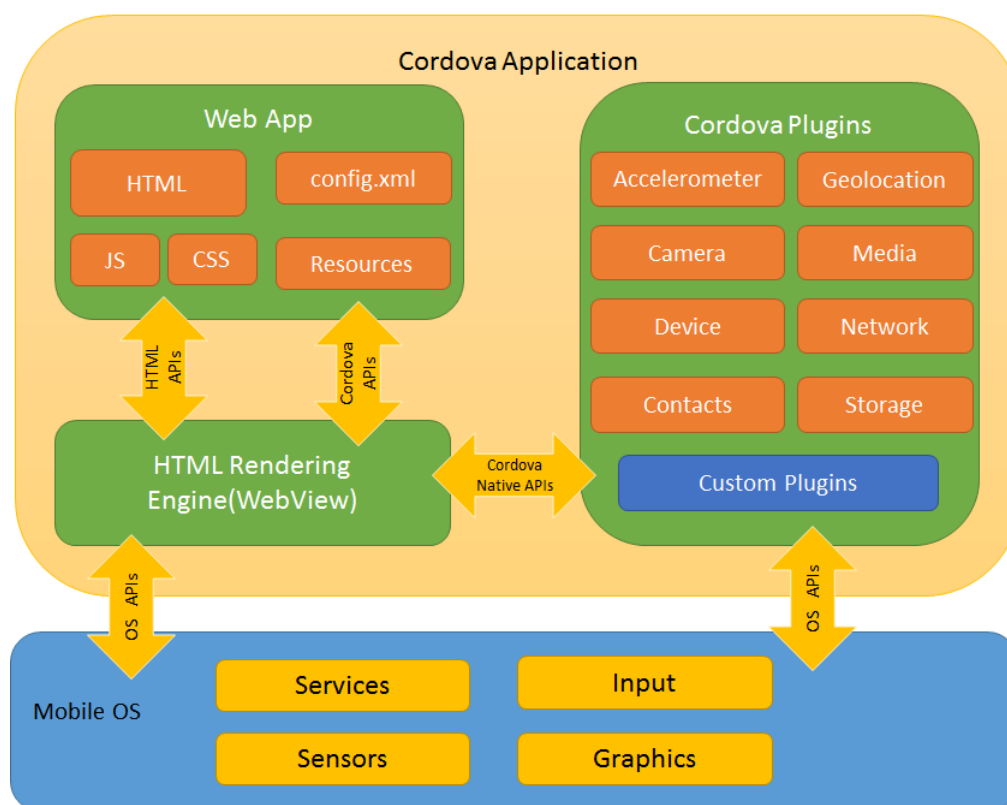 Cordova Application
Web App
HTML
config.xml
JS
CSS
Resources
HTML
APIs
Cordova
APIs
HTML Rendering
Engine(WebView)
Cordova
Native APIs
Cordova Plugins
Accelerometer
Geolocation
Camera
Media
Device
Network
Contacts
Storage
Custom Plugins
OS APIs
OS APIs
Mobile OS
Services
Input
Sensors
Graphics